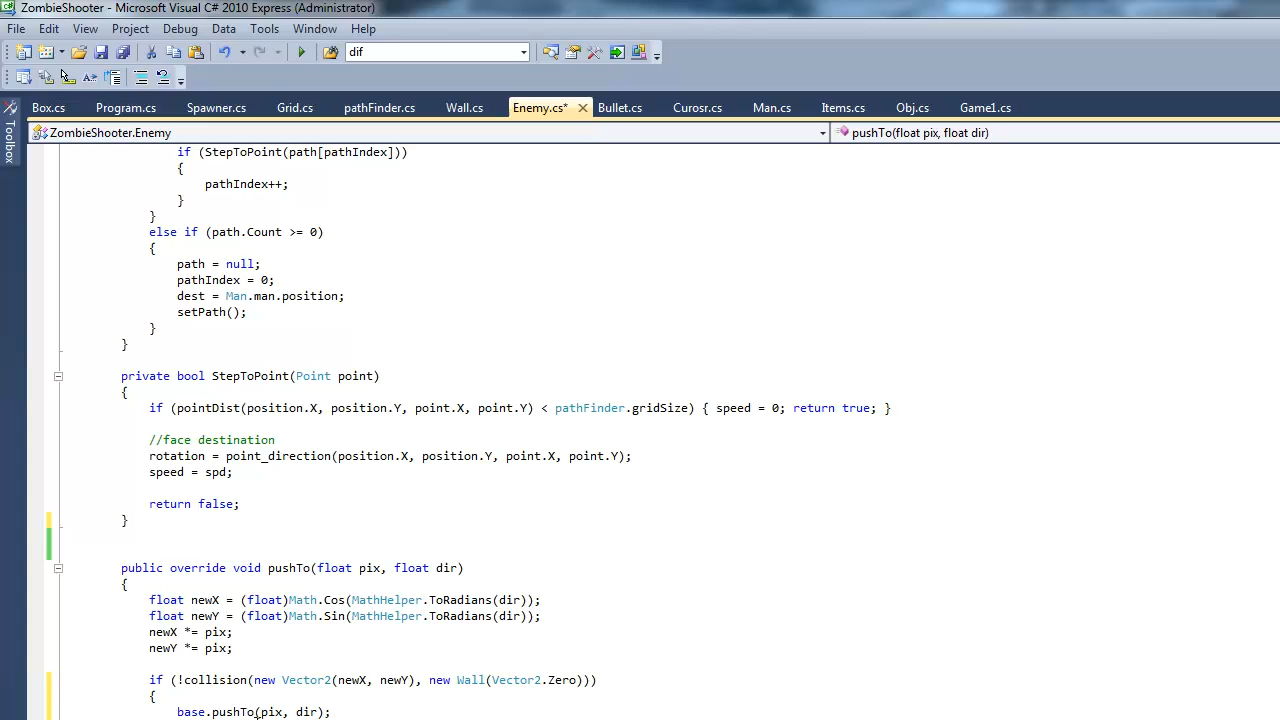 ZombieShooter - Microsoft Visual C# 2010 Express (Administrator)
File Edit View Project Debug Data Tools Window Help
dif
Box.cs Program.cs Spawner.cs Grid.cs pathFinder.cs Wall.cs Enemy.cs* Bullet.cs Curosr.cs Man.cs Items.cs Obj.cs Game1.cs
Toolbox
ZombieShooter.Enemy pushTo(float pix, float dir)
if (StepToPoint(path[pathIndex]))
{
pathIndex++;
}
}
else if (path.Count >= 0)
{
path = null;
pathIndex = 0;
dest = Man.man.position;
setPath();
}
}
private bool StepToPoint(Point point)
{
if (pointDist(position.X, position.Y, point.X, point.Y) < pathFinder.gridSize) { speed = 0; return true; }
//face destination
rotation = point_direction(position.X, position.Y, point.X, point.Y);
speed = spd;
return false;
}
public override void pushTo(float pix, float dir)
{
float newX = (float)Math.Cos(MathHelper.ToRadians(dir));
float newY = (float)Math.Sin(MathHelper.ToRadians(dir));
newX *= pix;
newY *= pix;
if (!collision(new Vector2(newX, newY), new Wall(Vector2.Zero)))
{
base.pushTo(pix, dir);